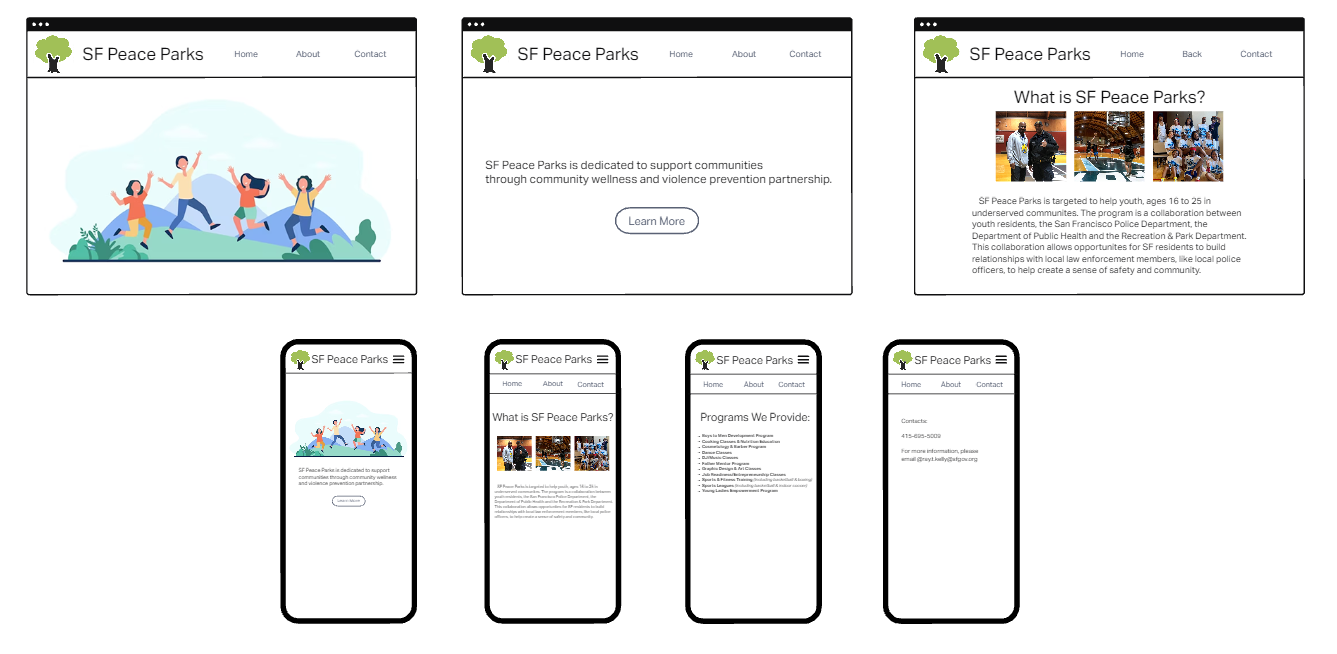 SF Peace Parks Home About Contact
SF Peace Parks Home About Contact
SF Peace Parks is dedicated to support communities
through community wellness and violence prevention partnership.
Learn More
SF Peace Parks Home Back Contact
What is SF Peace Parks?
SF Peace Parks is targeted to help youth, ages 16 to 25 in
underserved communites. The program is a collaboration between
youth residents, the San Francisco Police Department, the
Department of Public Health and the Recreation & Park Department.
This collaboration allows opportunites for SF residents to build
relationships with local law enforcement members, like local police
officers, to help create a sense of safety and community.
SF Peace Parks
SF Peace Parks is dedicated to support
communities through community wellness
and violence prevention partnership.
Learn More
SF Peace Parks
Home About Contact
What is SF Peace Parks?
SF Peace Parks is targeted to help youth, ages 16 to 25 in
underserved communites. The program is a collaboration between
youth residents, the San Francisco Police Department, the
Department of Public Health and the Recreation & Park Department.
This collaboration allows opportunites for SF residents to build
relationships with local law enforcement members, like local police
officers, to help create a sense of safety and community.
SF Peace Parks
Home About Contact
Programs We Provide:
• Boys to Men Development Program
• Cooking Classes & Nutrition Education
• Cosmetology & Barber Program
• Dance Classes
• DJ/Music Classes
• Father Mentor Program
• Graphic Design & Art Classes
• Job Readiness/Entrepreneurship Classes
• Sports & Fitness Training (including basketball & boxing)
• Sports Leagues (including basketball & indoor soccer)
• Young Ladies Empowerment Program
SF Peace Parks
Home About Contact
Contacts:
415-695-5009
For more information, please
email @ruyd.kelly@sfgov.org